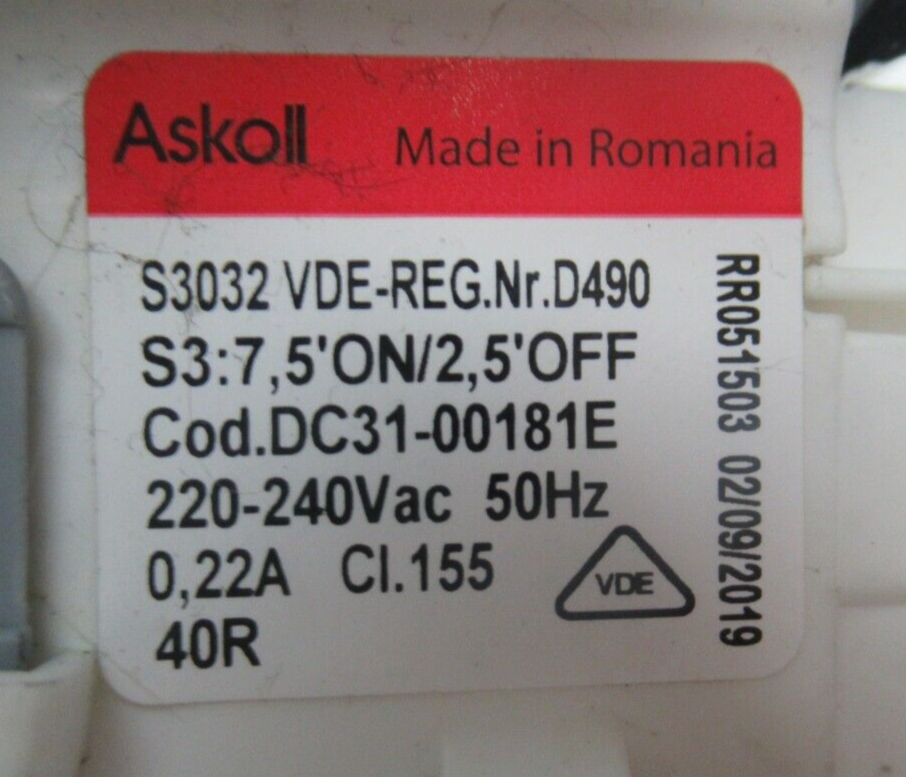 Askoll Made in Romania
S3032 VDE-REG.Nr.D490
S3:7,5'ON/2,5'OFF
Cod.DC31-00181E
220-240Vac 50Hz
0,22A Cl.155
40R
VDE
RR051503 02/09/2019